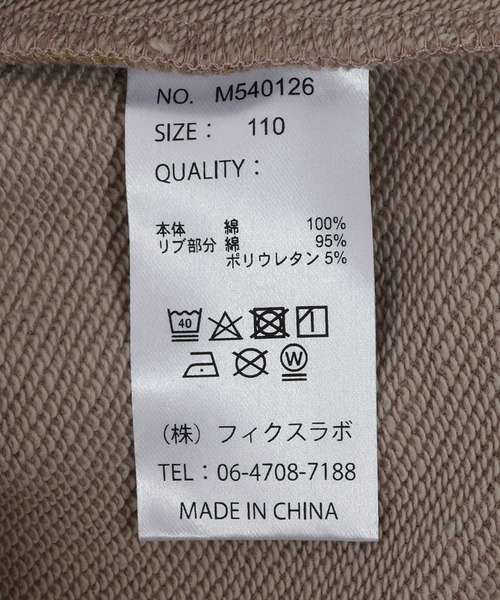 NO. M540126
SIZE： 110
QUALITY：
本体 綿 100%
リブ部分 綿 95%
ポリウレタン 5%
40
W
（株）フィクスラボ
TEL：06-4708-7188
MADE IN CHINA